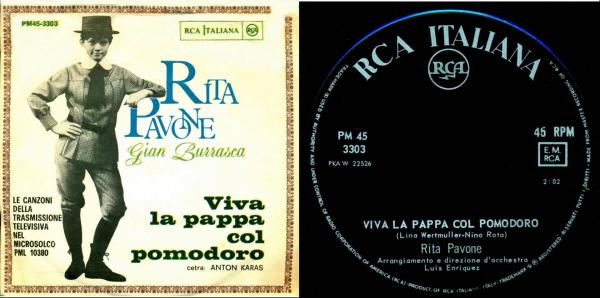 PM45-3303
RCA ITALIANA
RCA
RITA
PAVONE
Gian Burrasca
LE CANZONI
DELLA
TRASMISSIONE
TELEVISIVA
NEL
MICROSOLCO
PML 10380
Viva
la pappa
col
pomodoro
cetra: ANTON KARAS
RCA ITALIANA
RCA
PM 45
3303
PKA W 22526
45 RPM
E.M.
RCA
2:02
VIVA LA PAPPA COL POMODORO
(Lina Wertmuller-Nino Rota)
Rita Pavone
Arrangiamento e direzione d'orchestra
Luis Enriquez